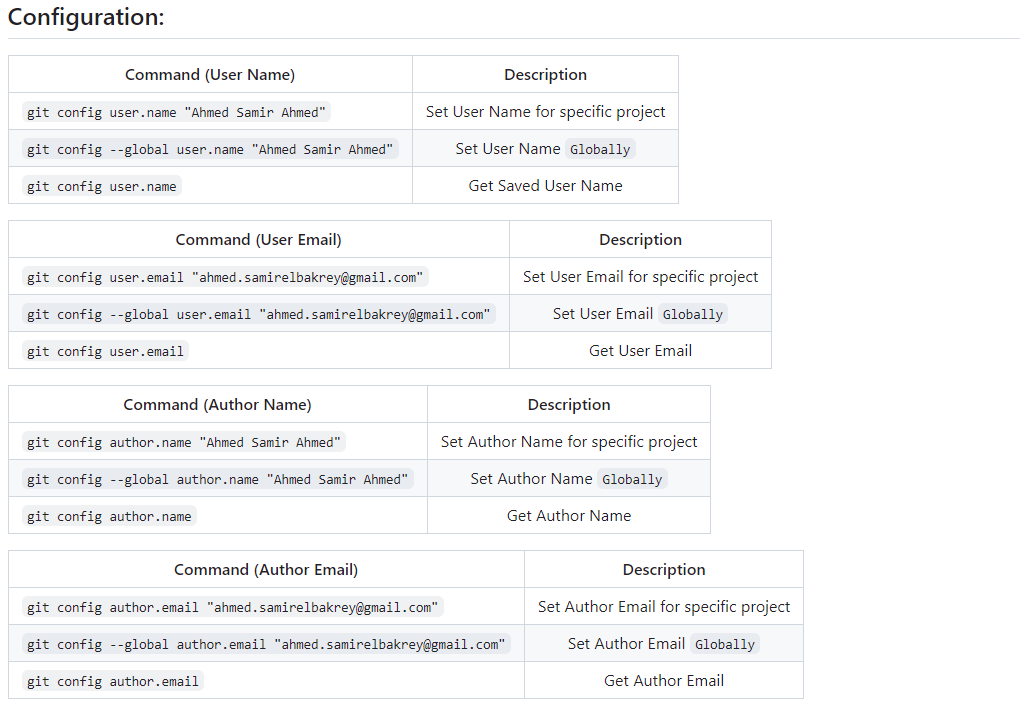 Configuration:
Command (User Name) Description
git config user.name "Ahmed Samir Ahmed" Set User Name for specific project
git config --global user.name "Ahmed Samir Ahmed" Set User Name Globally
git config user.name Get Saved User Name
Command (User Email) Description
git config user.email "ahmed.samirelbakrey@gmail.com" Set User Email for specific project
git config --global user.email "ahmed.samirelbakrey@gmail.com" Set User Email Globally
git config user.email Get User Email
Command (Author Name) Description
git config author.name "Ahmed Samir Ahmed" Set Author Name for specific project
git config --global author.name "Ahmed Samir Ahmed" Set Author Name Globally
git config author.name Get Author Name
Command (Author Email) Description
git config author.email "ahmed.samirelbakrey@gmail.com" Set Author Email for specific project
git config --global author.email "ahmed.samirelbakrey@gmail.com" Set Author Email Globally
git config author.email Get Author Email